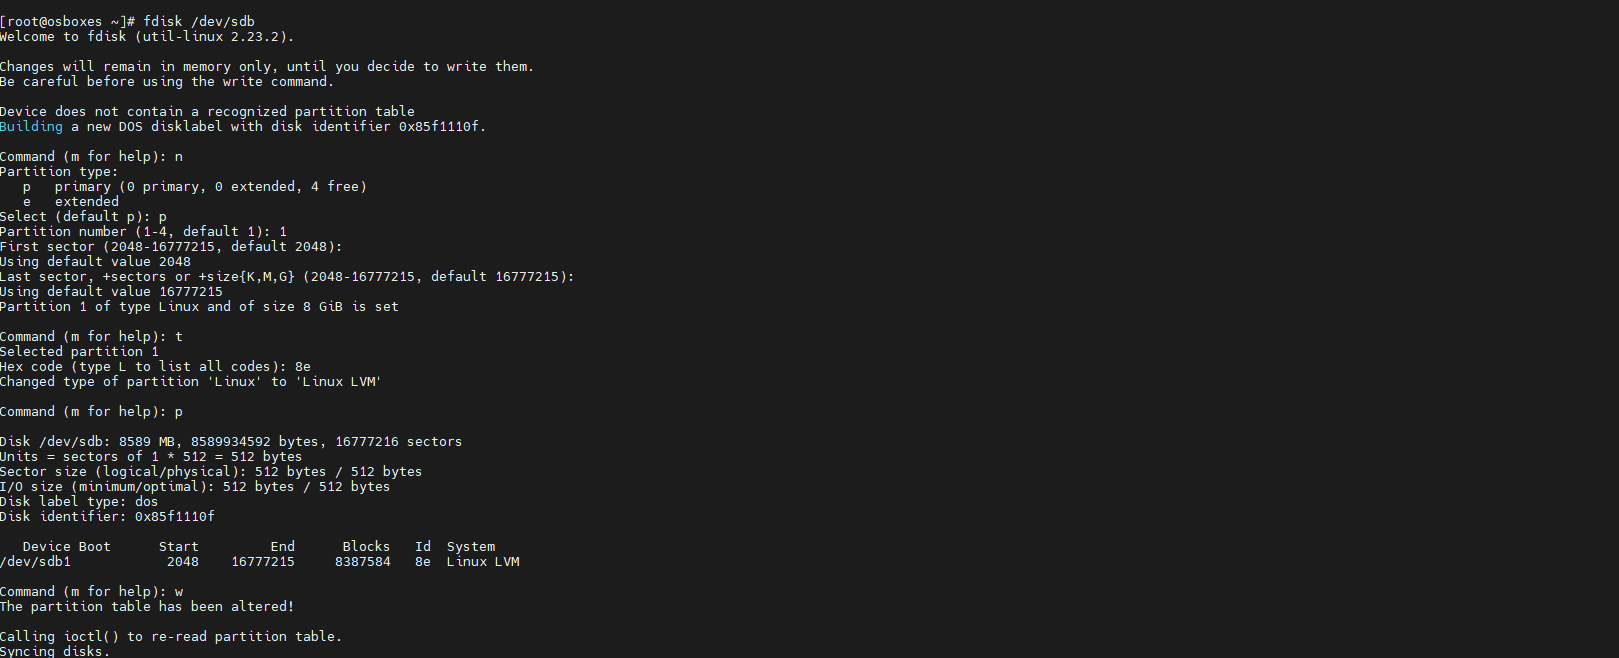 [root@osboxes ~]# fdisk /dev/sdb
Welcome to fdisk (util-linux 2.23.2).
Changes will remain in memory only, until you decide to write them.
Be careful before using the write command.
Device does not contain a recognized partition table
Building a new DOS disklabel with disk identifier 0x85f1110f.
Command (m for help): n
Partition type:
   p   primary (0 primary, 0 extended, 4 free)
   e   extended
Select (default p): p
Partition number (1-4, default 1): 1
First sector (2048-16777215, default 2048):
Using default value 2048
Last sector, +sectors or +size{K,M,G} (2048-16777215, default 16777215):
Using default value 16777215
Partition 1 of type Linux and of size 8 GiB is set
Command (m for help): t
Selected partition 1
Hex code (type L to list all codes): 8e
Changed type of partition 'Linux' to 'Linux LVM'
Command (m for help): p
Disk /dev/sdb: 8589 MB, 8589934592 bytes, 16777216 sectors
Units = sectors of 1 * 512 = 512 bytes
Sector size (logical/physical): 512 bytes / 512 bytes
I/O size (minimum/optimal): 512 bytes / 512 bytes
Disk label type: dos
Disk identifier: 0x85f1110f
   Device Boot      Start         End      Blocks   Id  System
/dev/sdb1            2048    16777215     8387584   8e  Linux LVM
Command (m for help): w
The partition table has been altered!
Calling ioctl() to re-read partition table.
Syncing disks.